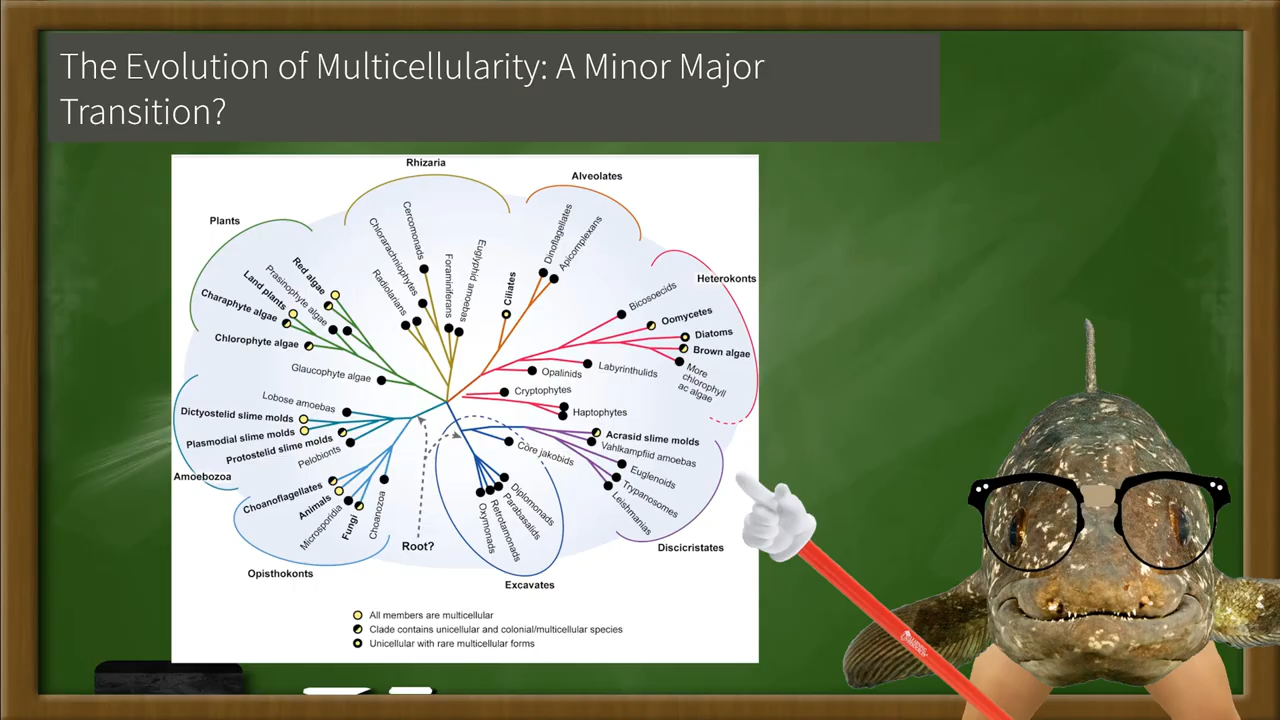 The Evolution of Multicellularity: A Minor Major
Transition?
Rhizaria
Alveolates
Plants
Heterokonts
Cercomonads
Chlorarachniophytes
Radiolarians
Foraminiferans
Euglyphid amoebas
Ciliates
Dinoflagellates
Apicomplexans
Red algae
Prasinophyte algae
Land plants
Charaphyte algae
Chlorophyte algae
Glaucophyte algae
Bicosoecids
Oomycetes
Diatoms
Brown algae
More
chlorophyll
ac algae
Labyrinthulids
Opalinids
Cryptophytes
Haptophytes
Lobose amoebas
Dictyostelid slime molds
Plasmodial slime molds
Protostelid slime molds
Pelobionts
Amoebozoa
Acrasid slime molds
Vahlkampfiid amoebas
Euglenoids
Trypanosomes
Leishmanias
Discicristates
Core jakobids
Diplomonads
Parabasalids
Retrotamonads
Oxymonads
Excavates
Choanoflagellates
Animals
Microsporidia
Fungi
Choanozoa
Opisthokonts
Root?
All members are multicellular
Clade contains unicellular and colonial/multicellular species
Unicellular with rare multicellular forms